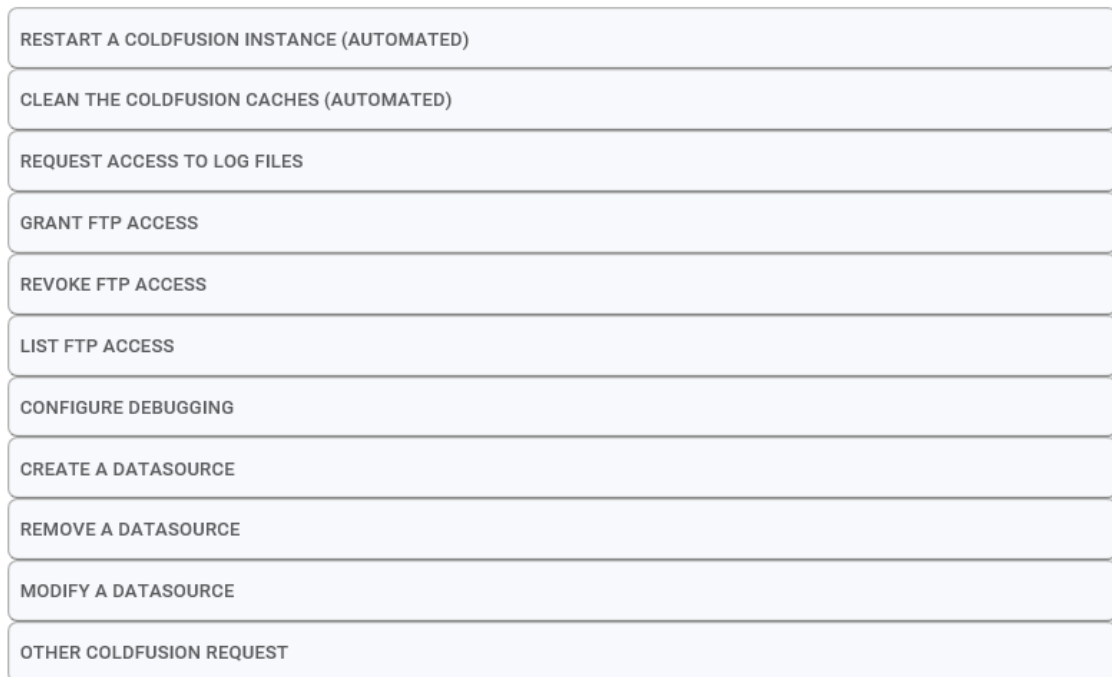 RESTART A COLDFUSION INSTANCE (AUTOMATED)
CLEAN THE COLDFUSION CACHES (AUTOMATED)
REQUEST ACCESS TO LOG FILES
GRANT FTP ACCESS
REVOKE FTP ACCESS
LIST FTP ACCESS
CONFIGURE DEBUGGING
CREATE A DATASOURCE
REMOVE A DATASOURCE
MODIFY A DATASOURCE
OTHER COLDFUSION REQUEST